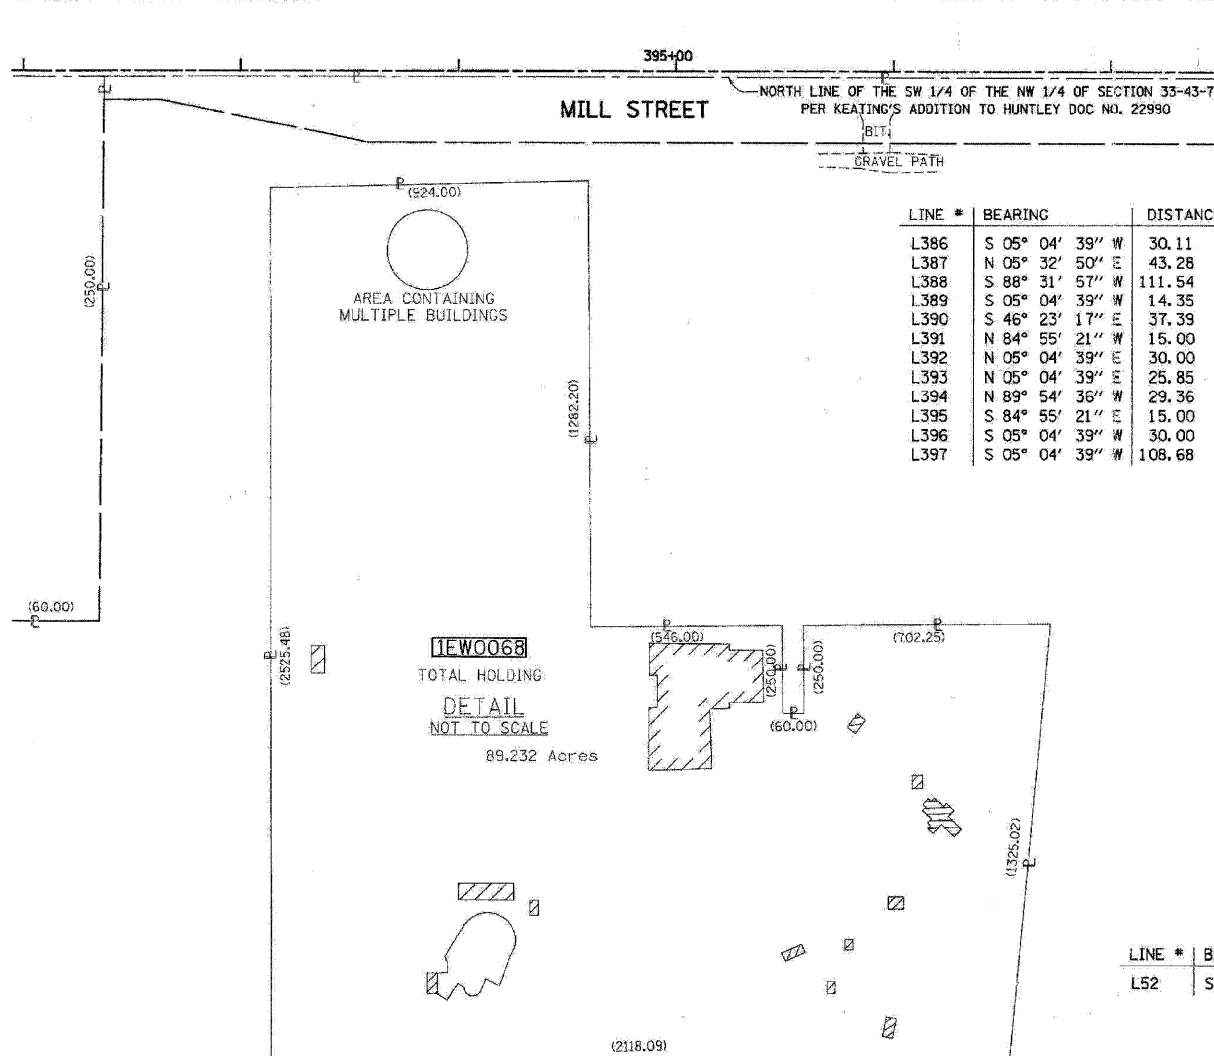 395+00
NORTH LINE OF THE SW 1/4 OF THE NW 1/4 OF SECTION 33-43-7
PER KEATING'S ADDITION TO HUNTLEY DOC NO. 22990
MILL STREET
BIT.
GRAVEL PATH
(924.00)
(250.00)
AREA CONTAINING
MULTIPLE BUILDINGS
LINE # BEARING DISTANC
L386 S 05° 04' 39" W 30.11
L387 N 05° 32' 50" E 43.28
L388 S 88° 31' 57" W 111.54
L389 S 05° 04' 39" W 14.35
L390 S 46° 23' 17" E 37.39
L391 N 84° 55' 21" W 15.00
L392 N 05° 04' 39" E 30.00
L393 N 05° 04' 39" E 25.85
L394 N 89° 54' 36" W 29.36
L395 S 84° 55' 21" E 15.00
L396 S 05° 04' 39" W 30.00
L397 S 05° 04' 39" W 108.68
(1282.20)
(60.00)
(2525.48)
1EW0068
TOTAL HOLDING
DETAIL
NOT TO SCALE
89.232 Acres
(546.00)
(702.25)
(250.00)
(250.00)
(60.00)
(1325.02)
LINE # B
L52 S
(2118.09)